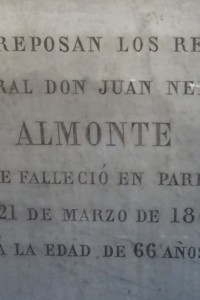 REPOSAN LOS RE
RAL DON JUAN NE
ALMONTE
E FALLECIÓ EN PAR
21 DE MARZO DE 18
A LA EDAD DE 66 AÑOS